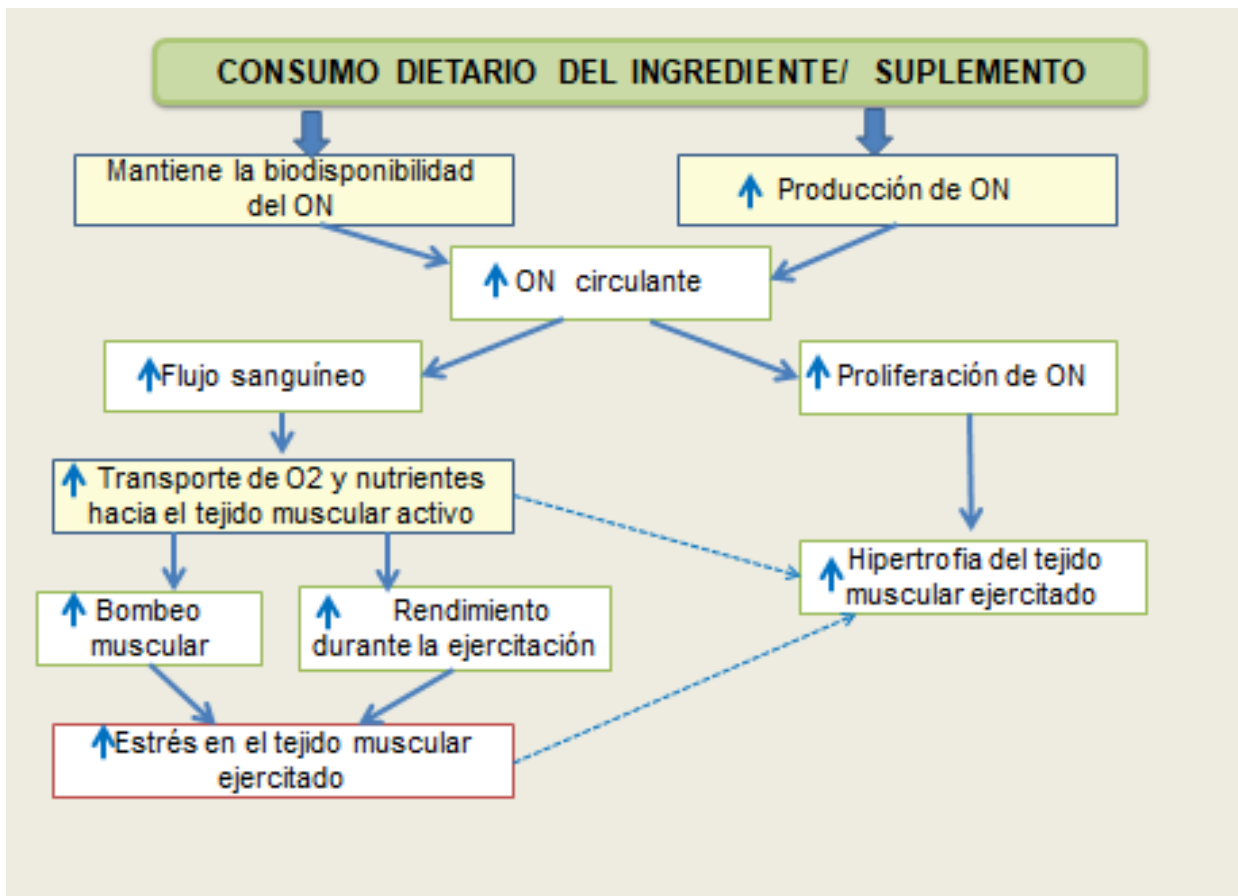 CONSUMO DIETARIO DEL INGREDIENTE/ SUPLEMENTO
Mantiene la biodisponibilidad
del ON
Producción de ON
ON circulante
Flujo sanguíneo
Proliferación de ON
Transporte de O2 y nutrientes
hacia el tejido muscular activo
Hipertrofia del tejido
muscular ejercitado
Bombeo
muscular
Rendimiento
durante la ejercitación
Estrés en el tejido muscular
ejercitado